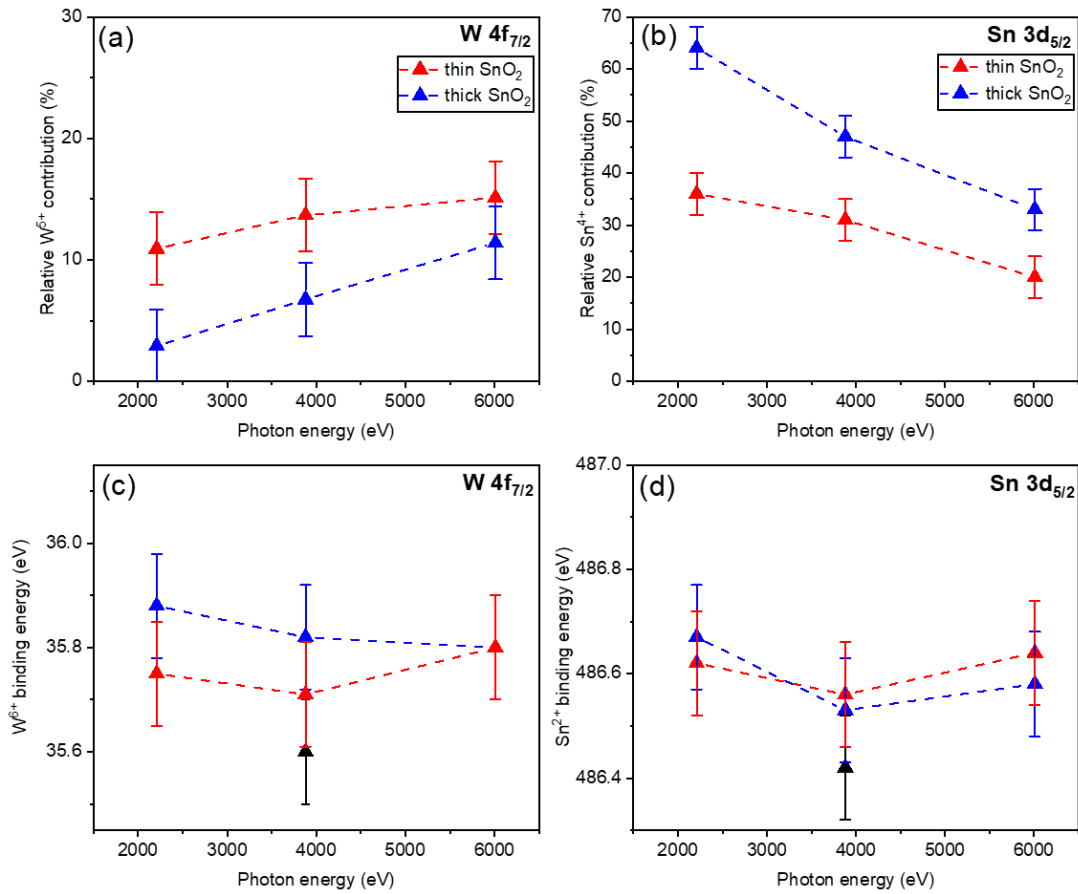 (a)
W 4f7/2
thin SnO2
thick SnO2
Relative W6+ contribution (%)
30
20
10
0
2000 3000 4000 5000 6000
Photon energy (eV)
(b)
Sn 3d5/2
thin SnO2
thick SnO2
Relative Sn4+ contribution (%)
70
60
50
40
30
20
10
0
2000 3000 4000 5000 6000
Photon energy (eV)
(c)
W 4f7/2
W6+ binding energy (eV)
36.0
35.8
35.6
2000 3000 4000 5000 6000
Photon energy (eV)
(d)
Sn 3d5/2
Sn2+ binding energy (eV)
487.0
486.8
486.6
486.4
2000 3000 4000 5000 6000
Photon energy (eV)